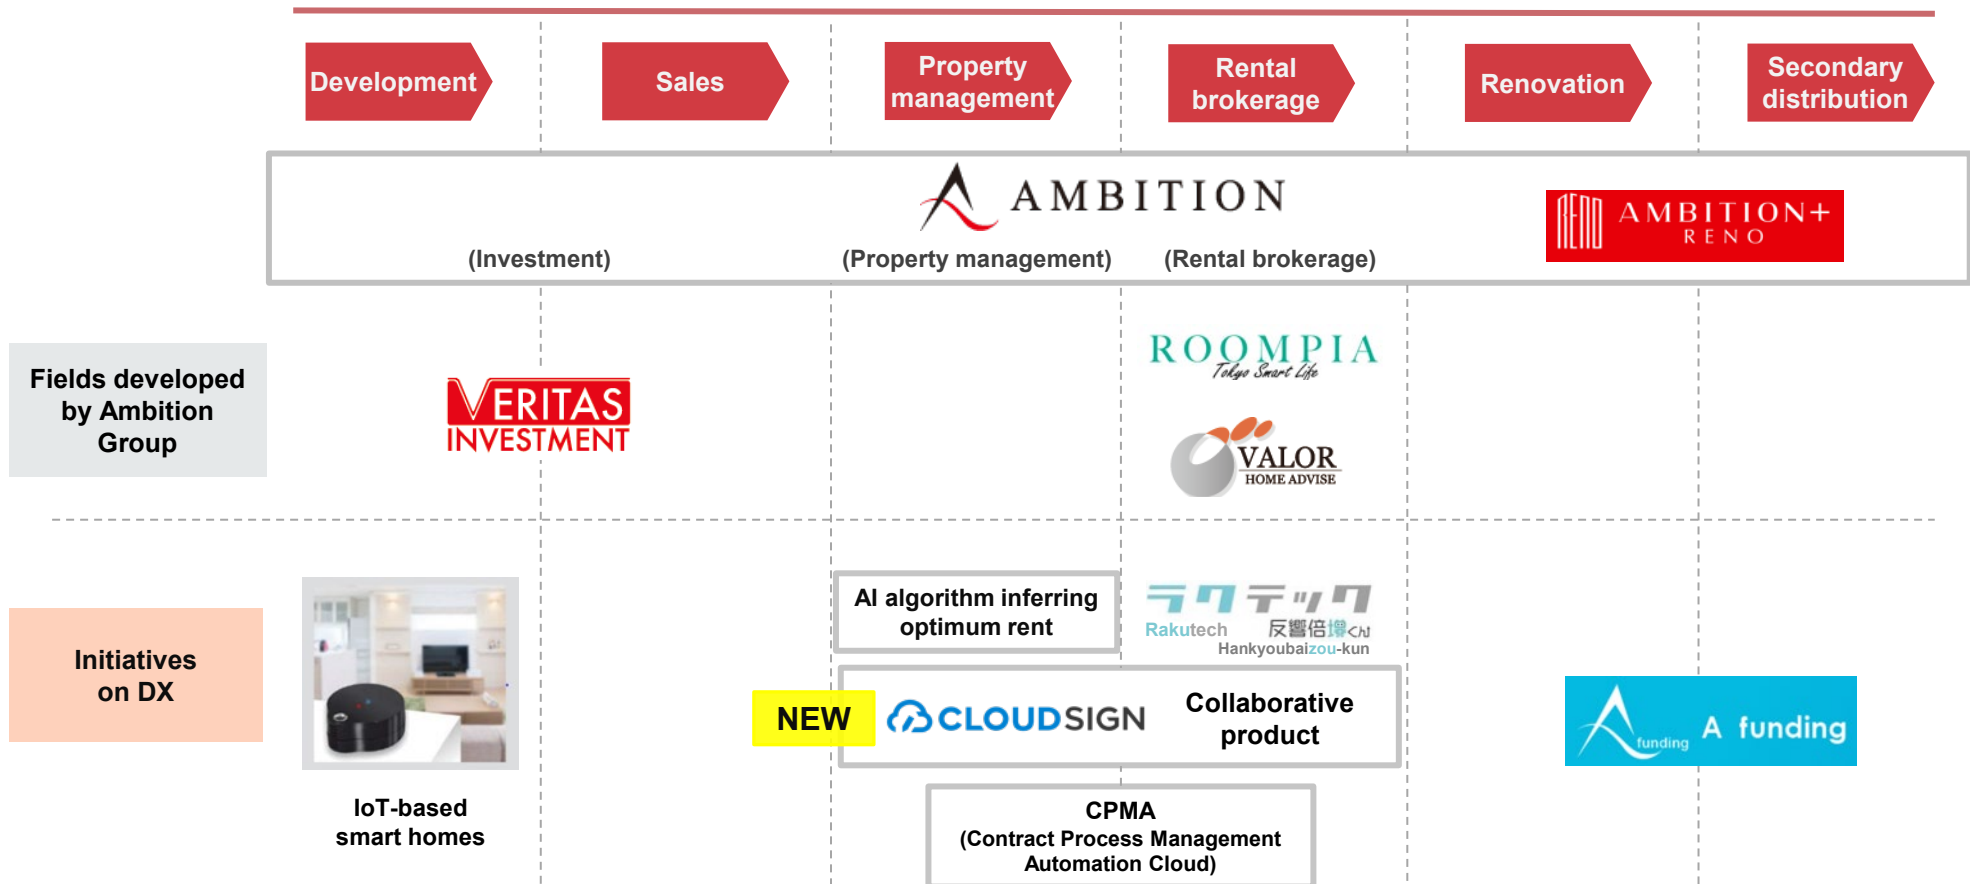 Development
Sales
Property
management
Rental
brokerage
Renovation
Secondary
distribution
AMBITION
RENO
AMBITION+
RENO
(Investment)
(Property management)
(Rental brokerage)
Fields developed
by Ambition
Group
VERITAS
INVESTMENT
ROOMPIA
Tokyo Smart Life
VALOR
HOME ADVISE
Initiatives
on DX
IoT-based
smart homes
AI algorithm inferring
optimum rent
ラクテック
Rakutech
反響倍増くん!
Hankyoubaizou-kun
NEW
CLOUDSIGN
Collaborative
product
CPMA
(Contract Process Management
Automation Cloud)
funding
A funding